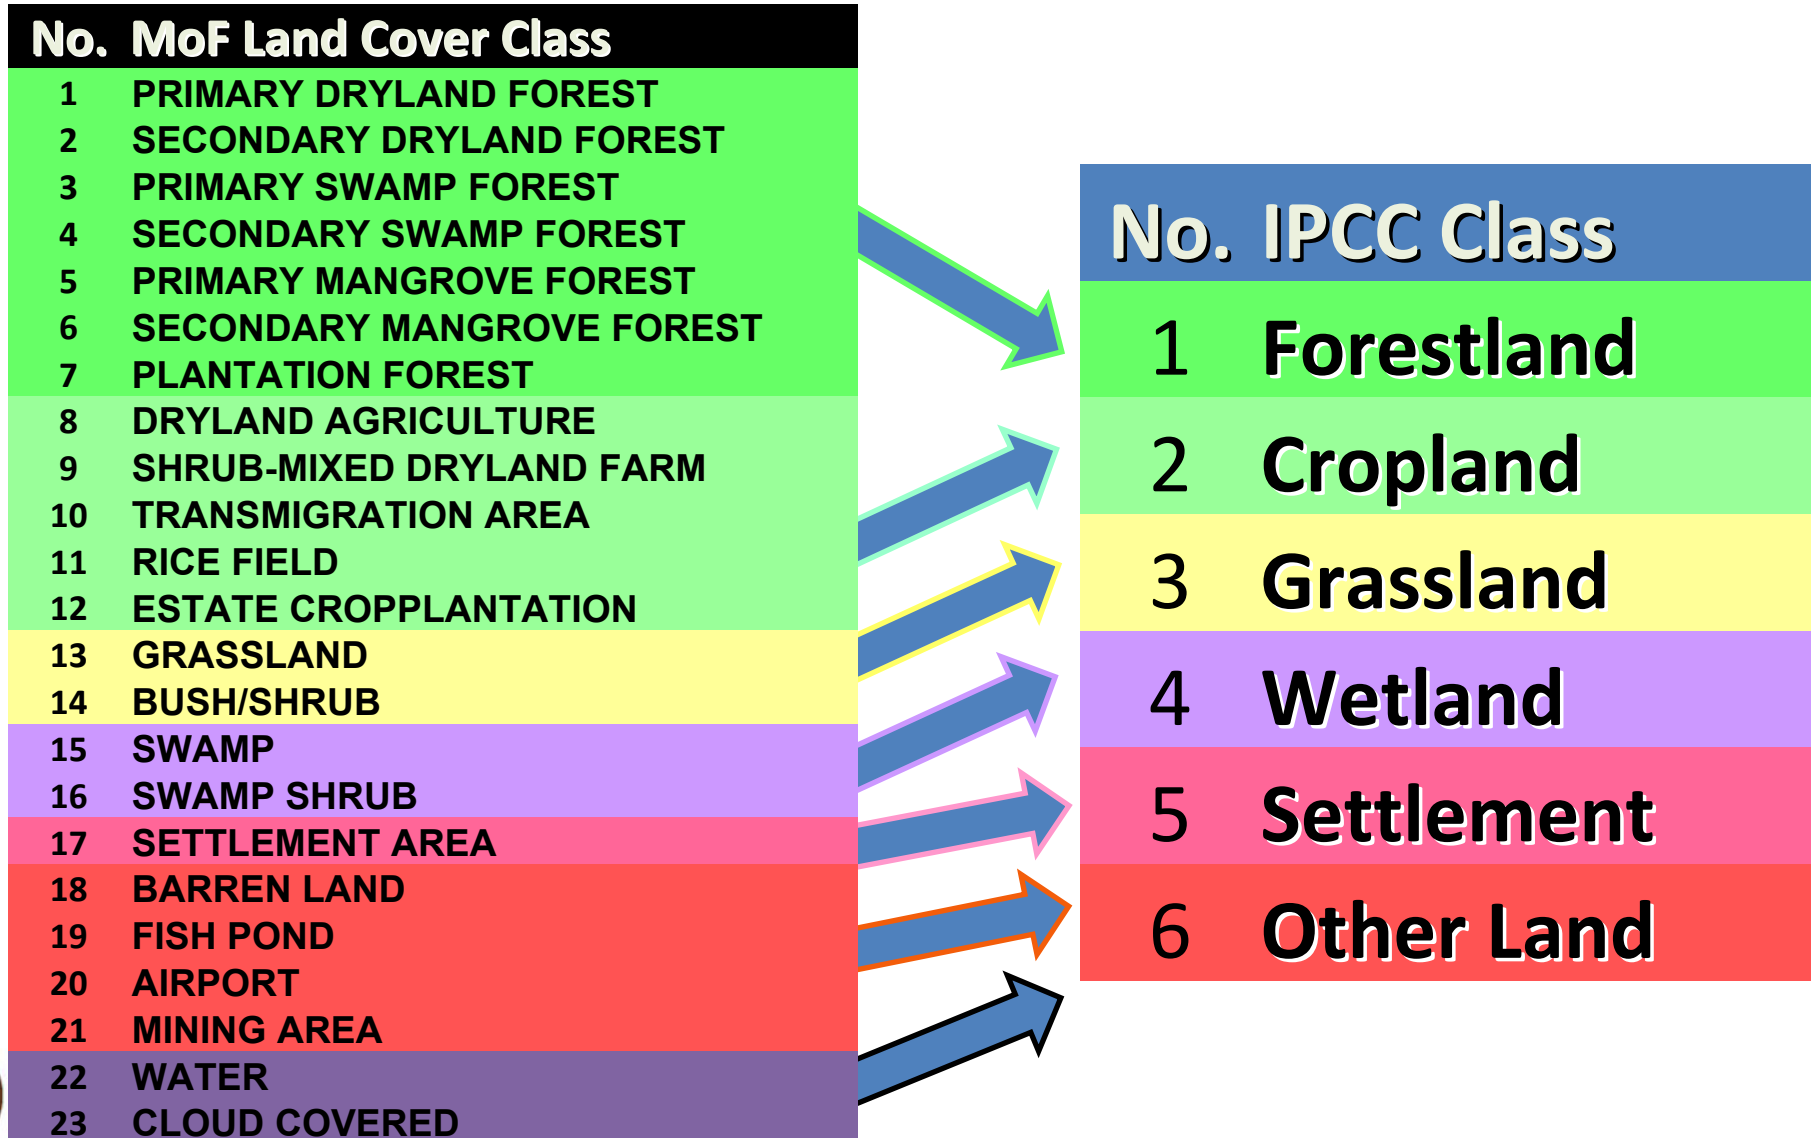 No. MoF Land Cover Class
1 PRIMARY DRYLAND FOREST
2 SECONDARY DRYLAND FOREST
3 PRIMARY SWAMP FOREST
4 SECONDARY SWAMP FOREST
5 PRIMARY MANGROVE FOREST
6 SECONDARY MANGROVE FOREST
7 PLANTATION FOREST
8 DRYLAND AGRICULTURE
9 SHRUB-MIXED DRYLAND FARM
10 TRANSMIGRATION AREA
11 RICE FIELD
12 ESTATE CROPPLANTATION
13 GRASSLAND
14 BUSH/SHRUB
15 SWAMP
16 SWAMP SHRUB
17 SETTLEMENT AREA
18 BARREN LAND
19 FISH POND
20 AIRPORT
21 MINING AREA
22 WATER
23 CLOUD COVERED
No. IPCC Class
1 Forestland
2 Cropland
3 Grassland
4 Wetland
5 Settlement
6 Other Land